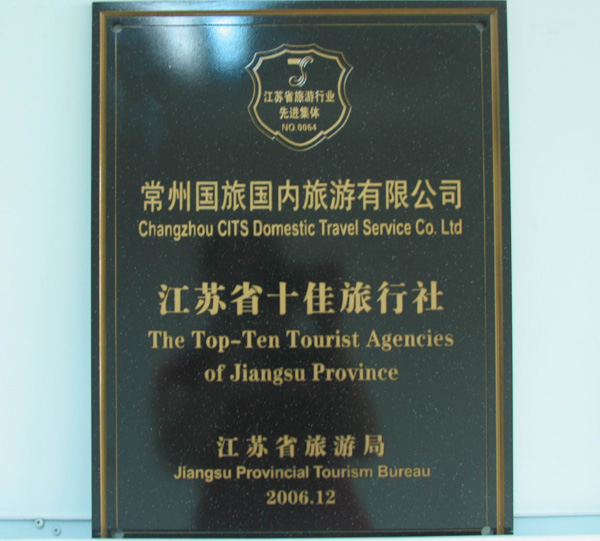 江苏省旅游行业
先进集体
NO.0064
常州国旅国内旅游有限公司
Changzhou CITS Domestic Travel Service Co. Ltd
江苏省十佳旅行社
The Top-Ten Tourist Agencies
of Jiangsu Province
江苏省旅游局
Jiangsu Provincial Tourism Bureau
2006.12